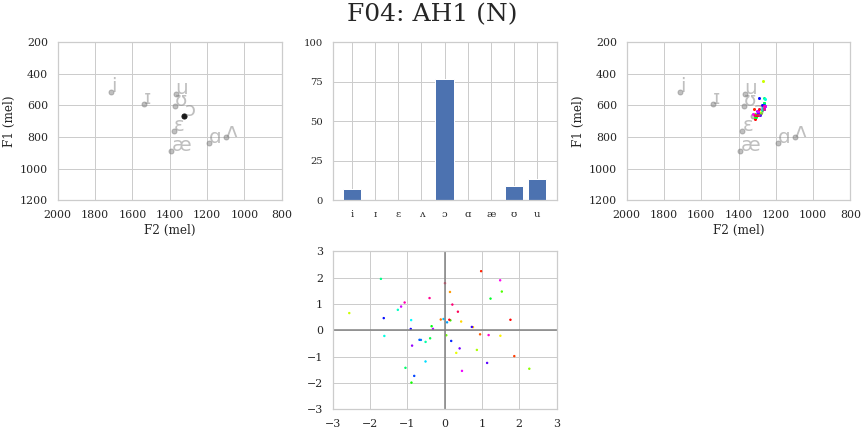 F04: AH1 (N)
200
400
600
800
1000
1200
F1 (mel)
2000 1800 1600 1400 1200 1000 800
F2 (mel)
i
ɪ
ʉ
ʊ
ɔ
ɛ
æ
ɑ
ʌ
100
75
50
25
0
i ɪ ɛ ʌ ɔ ɑ æ ʊ u
200
400
600
800
1000
1200
F1 (mel)
2000 1800 1600 1400 1200 1000 800
F2 (mel)
i
ɪ
ʉ
ʊ
ɛ
æ
ɑ
ʌ
3
2
1
0
−1
−2
−3
−3 −2 −1 0 1 2 3